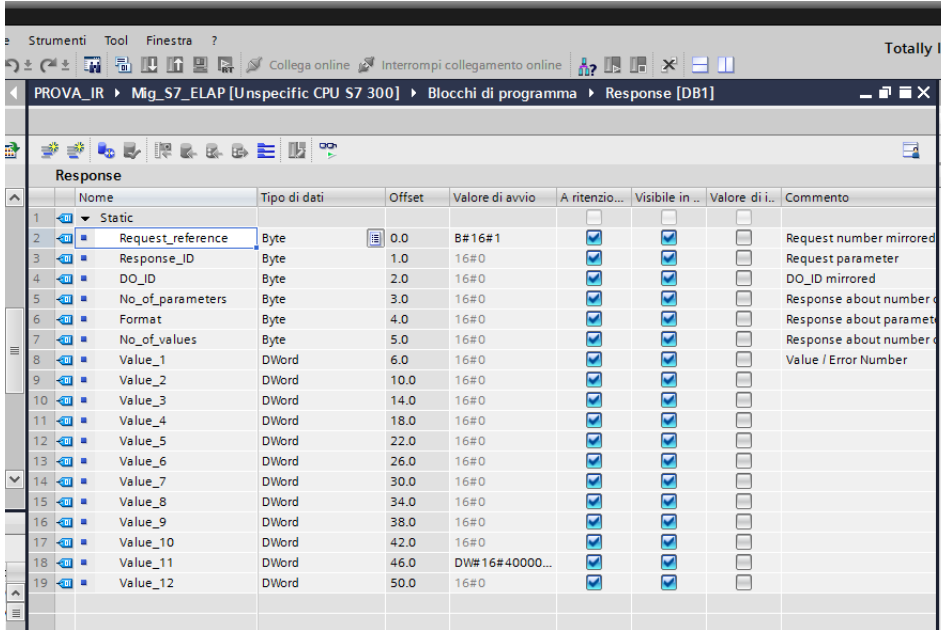 e Strumenti Tool Finestra ?
Totally I
Collega online Interrompi collegamento online
PROVA_IR ▸ Mig_S7_ELAP [Unspecific CPU S7 300] ▸ Blocchi di programma ▸ Response [DB1]
Response
Nome Tipo di dati Offset Valore di avvio A ritenzio... Visibile in .. Valore di i.. Commento
1 Static
2 Request_reference Byte 0.0 B#16#1 Request number mirrored
3 Response_ID Byte 1.0 16#0 Request parameter
4 DO_ID Byte 2.0 16#0 DO_ID mirrored
5 No_of_parameters Byte 3.0 16#0 Response about number
6 Format Byte 4.0 16#0 Response about paramet
7 No_of_values Byte 5.0 16#0 Response about number
8 Value_1 DWord 6.0 16#0 Value / Error Number
9 Value_2 DWord 10.0 16#0
10 Value_3 DWord 14.0 16#0
11 Value_4 DWord 18.0 16#0
12 Value_5 DWord 22.0 16#0
13 Value_6 DWord 26.0 16#0
14 Value_7 DWord 30.0 16#0
15 Value_8 DWord 34.0 16#0
16 Value_9 DWord 38.0 16#0
17 Value_10 DWord 42.0 16#0
18 Value_11 DWord 46.0 DW#16#40000...
19 Value_12 DWord 50.0 16#0